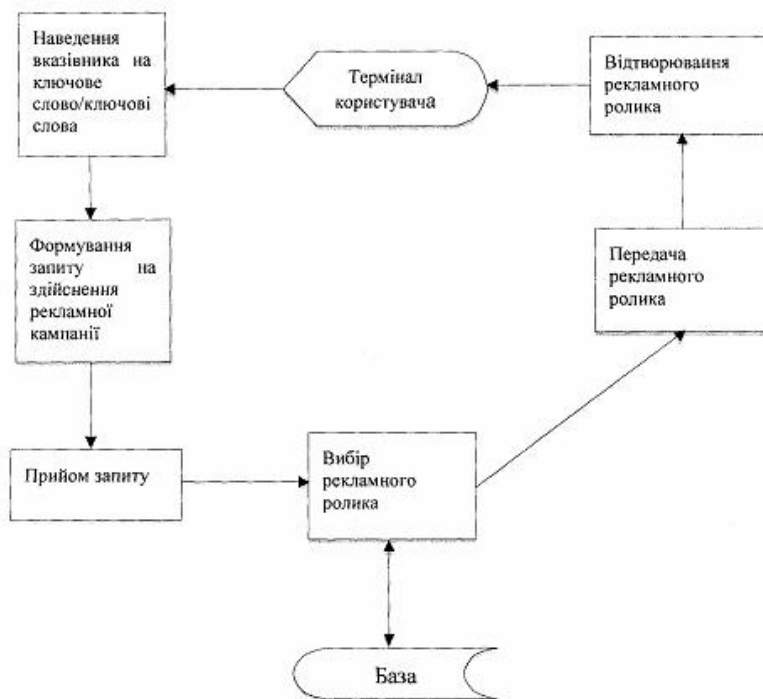 Наведення
вказівника на
ключове
слово/ключові
слова
Термінал
користувача
Відтворювання
рекламного
ролика
Формування
запиту на
здійснення
рекламної
кампанії
Передача
рекламного
ролика
Прийом запиту
Вибір
рекламного
ролика
База